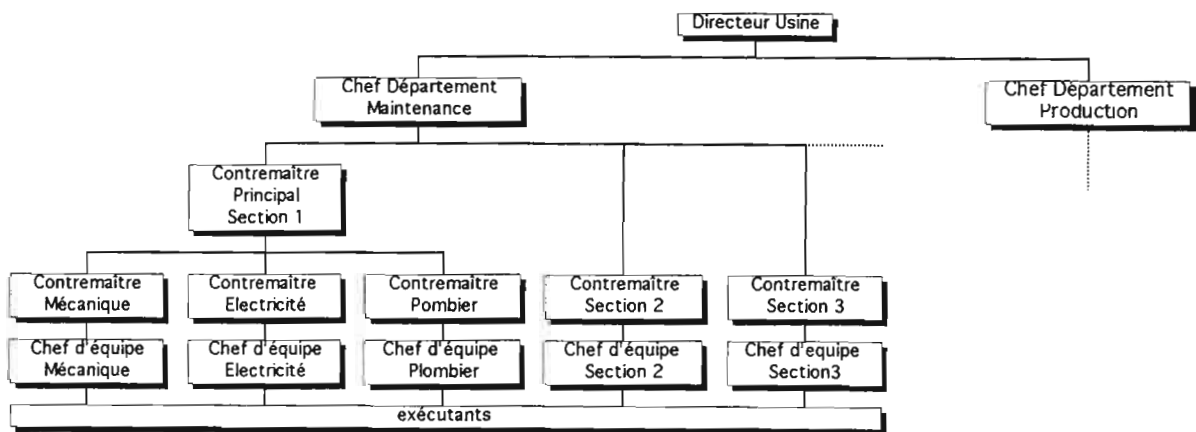 Directeur Usine
Chef Département
Maintenance
Chef Département
Production
Contremaître
Principal
Section 1
Contremaître
Mécanique
Contremaître
Electricité
Contremaître
Pombier
Contremaître
Section 2
Contremaître
Section 3
Chef d'équipe
Mécanique
Chef d'équipe
Electricité
Chef d'équipe
Plombier
Chef d'équipe
Section 2
Chef d'equipe
Section3
exécutants